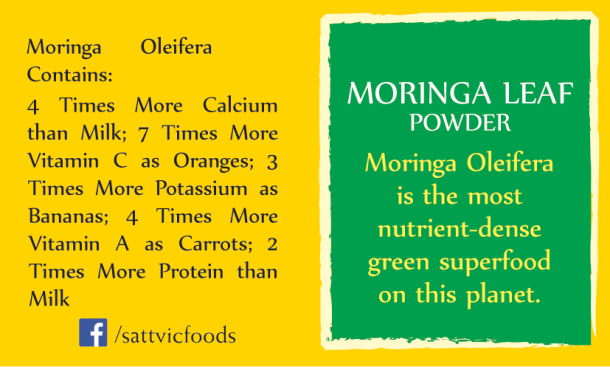 Moringa Oleifera
Contains:
4 Times More Calcium
than Milk; 7 Times More
Vitamin C as Oranges; 3
Times More Potassium as
Bananas; 4 Times More
Vitamin A as Carrots; 2
Times More Protein than
Milk
f /sattvicfoods
MORINGA LEAF
POWDER
Moringa Oleifera
is the most
nutrient-dense
green superfood
on this planet.